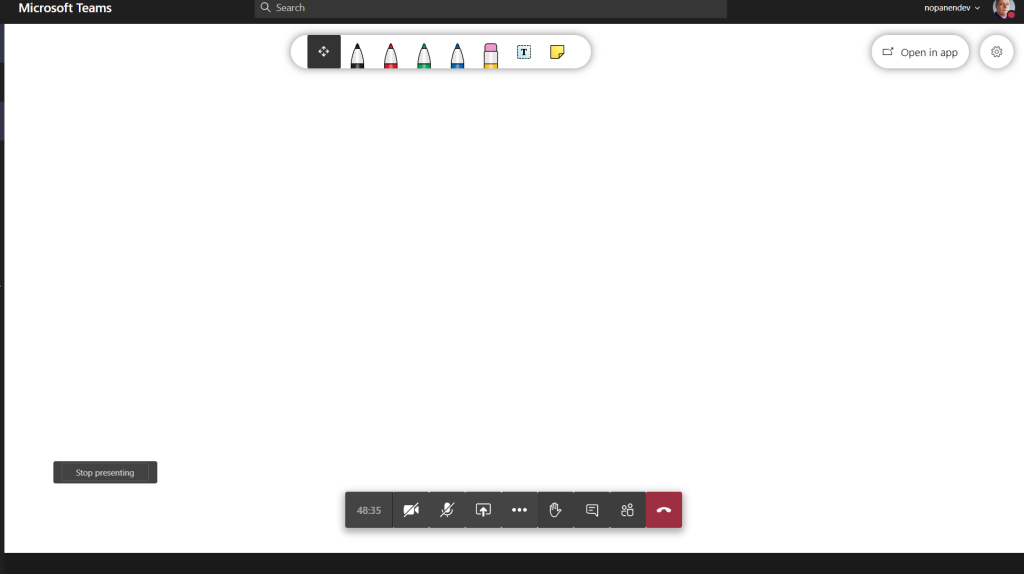 Microsoft Teams
Search
nopanendev
Open in app
T
Stop presenting
48:35